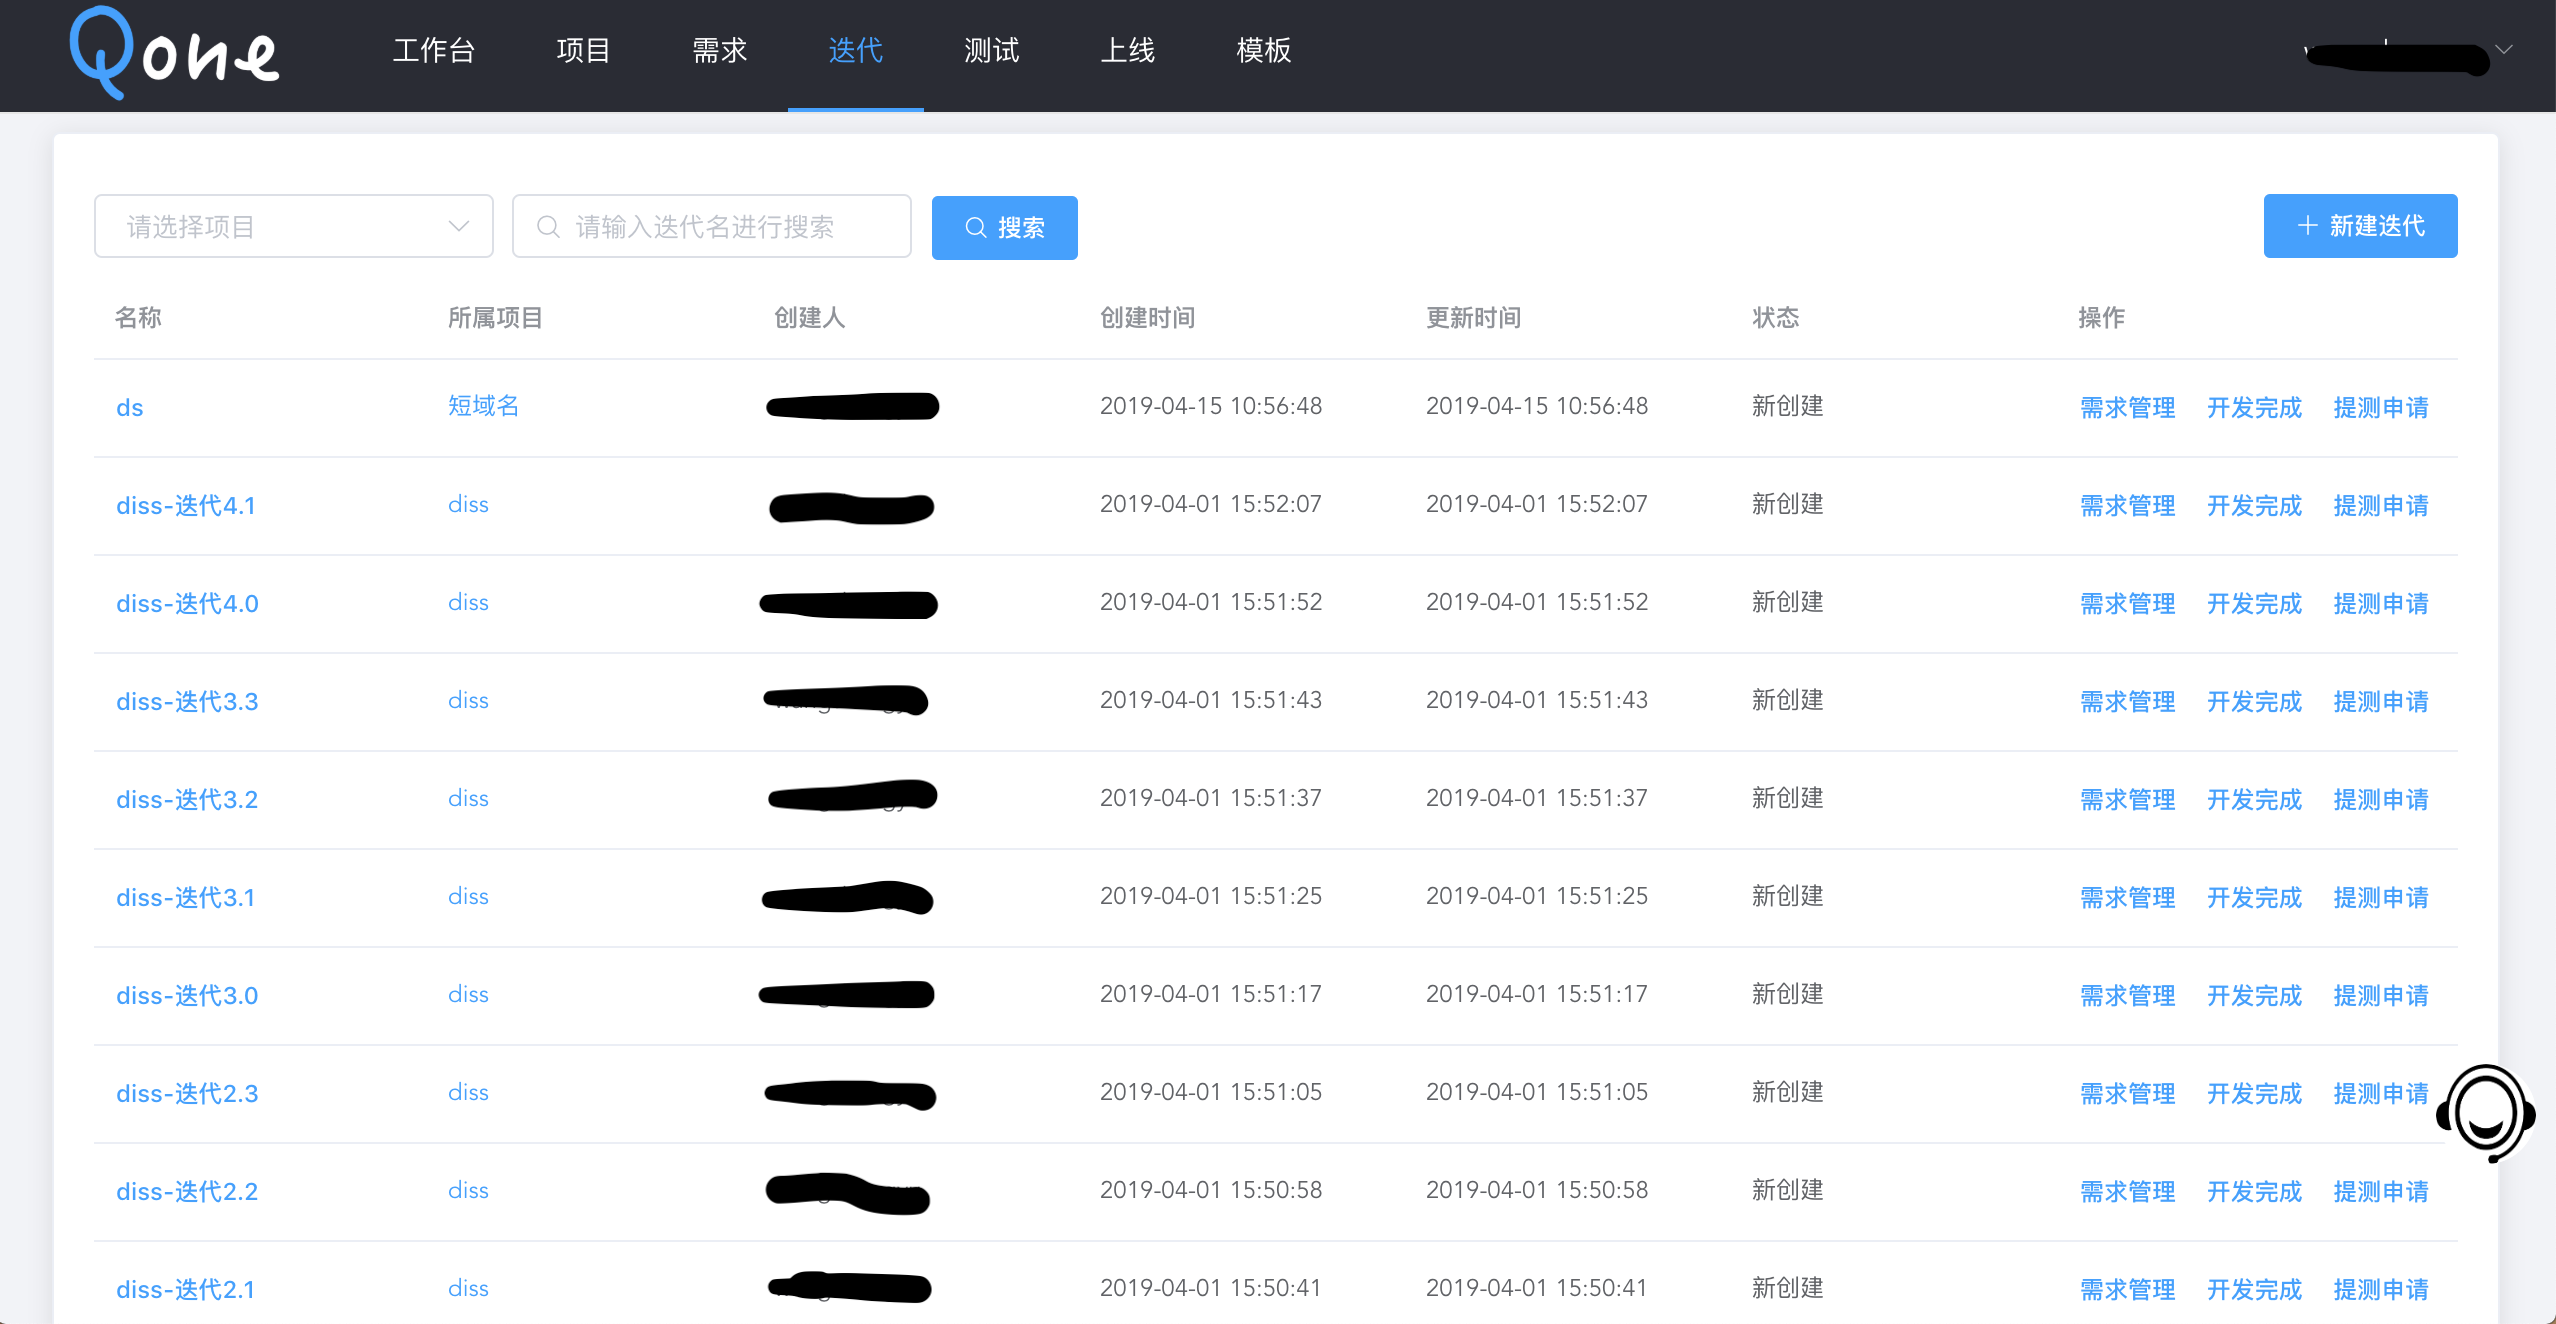 Qone 工作台 项目 需求 迭代 测试 上线 模板
请选择项目 请输入迭代名进行搜索 搜索 新建迭代
名称 所属项目 创建人 创建时间 更新时间 状态 操作
ds 短域名 2019-04-15 10:56:48 2019-04-15 10:56:48 新创建 需求管理 开发完成 提测申请
diss-迭代4.1 diss 2019-04-01 15:52:07 2019-04-01 15:52:07 新创建 需求管理 开发完成 提测申请
diss-迭代4.0 diss 2019-04-01 15:51:52 2019-04-01 15:51:52 新创建 需求管理 开发完成 提测申请
diss-迭代3.3 diss 2019-04-01 15:51:43 2019-04-01 15:51:43 新创建 需求管理 开发完成 提测申请
diss-迭代3.2 diss 2019-04-01 15:51:37 2019-04-01 15:51:37 新创建 需求管理 开发完成 提测申请
diss-迭代3.1 diss 2019-04-01 15:51:25 2019-04-01 15:51:25 新创建 需求管理 开发完成 提测申请
diss-迭代3.0 diss 2019-04-01 15:51:17 2019-04-01 15:51:17 新创建 需求管理 开发完成 提测申请
diss-迭代2.3 diss 2019-04-01 15:51:05 2019-04-01 15:51:05 新创建 需求管理 开发完成 提测申请
diss-迭代2.2 diss 2019-04-01 15:50:58 2019-04-01 15:50:58 新创建 需求管理 开发完成 提测申请
diss-迭代2.1 diss 2019-04-01 15:50:41 2019-04-01 15:50:41 新创建 需求管理 开发完成 提测申请